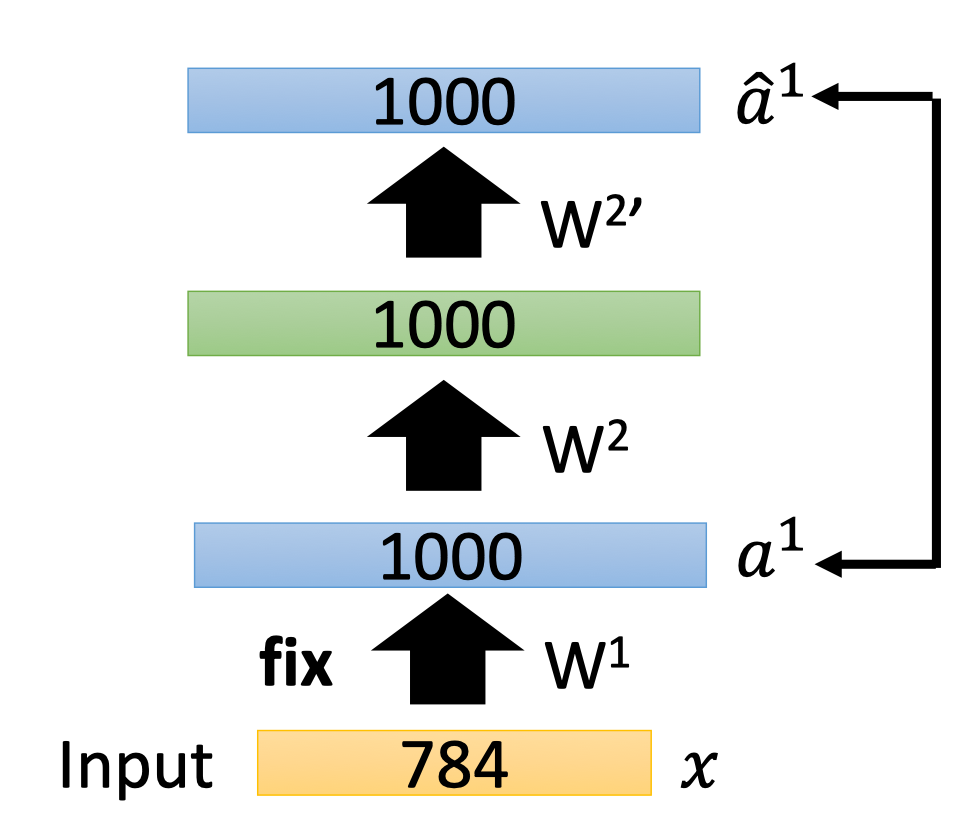 1000 â¹
W²′
1000
W²
1000 a¹
fix W¹
Input 784 x